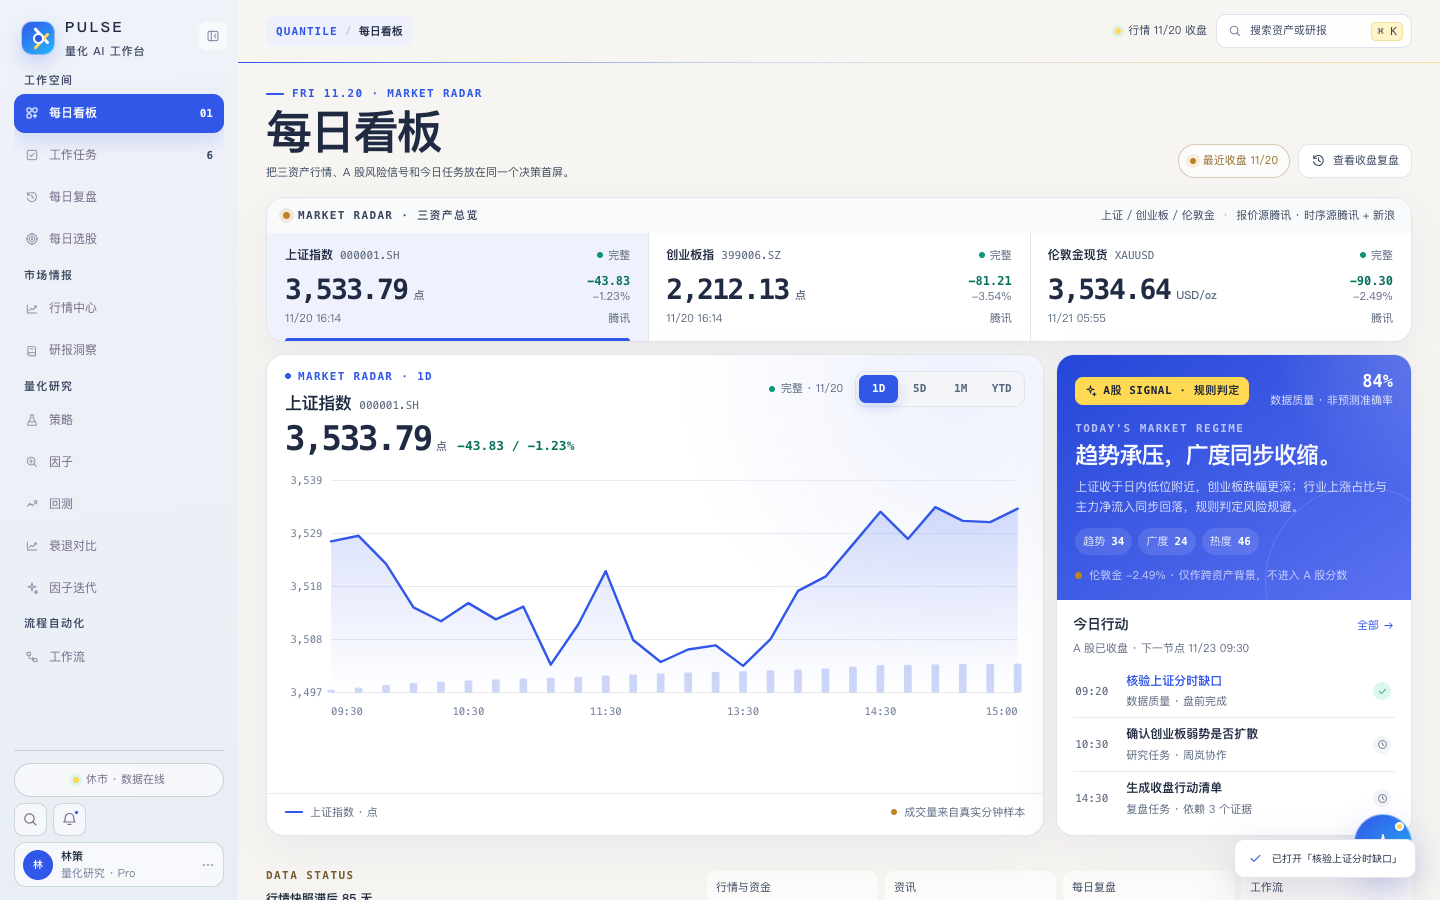 PULSE
量化 AI 工作台
工作空间
每日看板 01
工作任务 6
每日复盘
每日选股
市场情报
行情中心
研报洞察
量化研究
策略
因子
回测
衰退对比
因子迭代
流程自动化
工作流
休市 · 数据在线
林
林策
量化研究 · Pro
QUANTILE / 每日看板
行情 11/20 收盘
搜索资产或研报
⌘ K
FRI 11.20 · MARKET RADAR
每日看板
把三资产行情、A 股风险信号和今日任务放在同一个决策首屏。
最近收盘 11/20
查看收盘复盘
MARKET RADAR · 三资产总览
上证 / 创业板 / 伦敦金 · 报价源腾讯 · 时序源腾讯 + 新浪
上证指数 000001.SH
完整
3,533.79 点
−43.83
−1.23%
11/20 16:14
腾讯
创业板指 399006.SZ
完整
2,212.13 点
−81.21
−3.54%
11/20 16:14
腾讯
伦敦金现货 XAUUSD
完整
3,534.64 USD/oz
−90.30
−2.49%
11/21 05:55
腾讯
MARKET RADAR · 1D
上证指数 000001.SH
3,533.79 点 −43.83 / −1.23%
完整 · 11/20
1D 5D 1M YTD
3,539
3,529
3,518
3,508
3,497
09:30 10:30 11:30 13:30 14:30 15:00
上证指数 · 点
成交量来自真实分钟样本
A股 SIGNAL · 规则判定
84%
数据质量 · 非预测准确率
TODAY'S MARKET REGIME
趋势承压，广度同步收缩。
上证收于日内低位附近，创业板跌幅更深；行业上涨占比与
主力净流入同步回落，规则判定风险规避。
趋势 34
广度 24
热度 46
伦敦金 −2.49% · 仅作跨资产背景，不进入 A 股分数
今日行动
全部 →
A 股已收盘 · 下一节点 11/23 09:30
09:20
核验上证分时缺口
数据质量 · 盘前完成
10:30
确认创业板弱势是否扩散
研究任务 · 周岚协作
14:30
生成收盘行动清单
复盘任务 · 依赖 3 个证据
已打开「核验上证分时缺口」
DATA STATUS
行情快照滞后 85 天
行情与资金
资讯
每日复盘
工作流